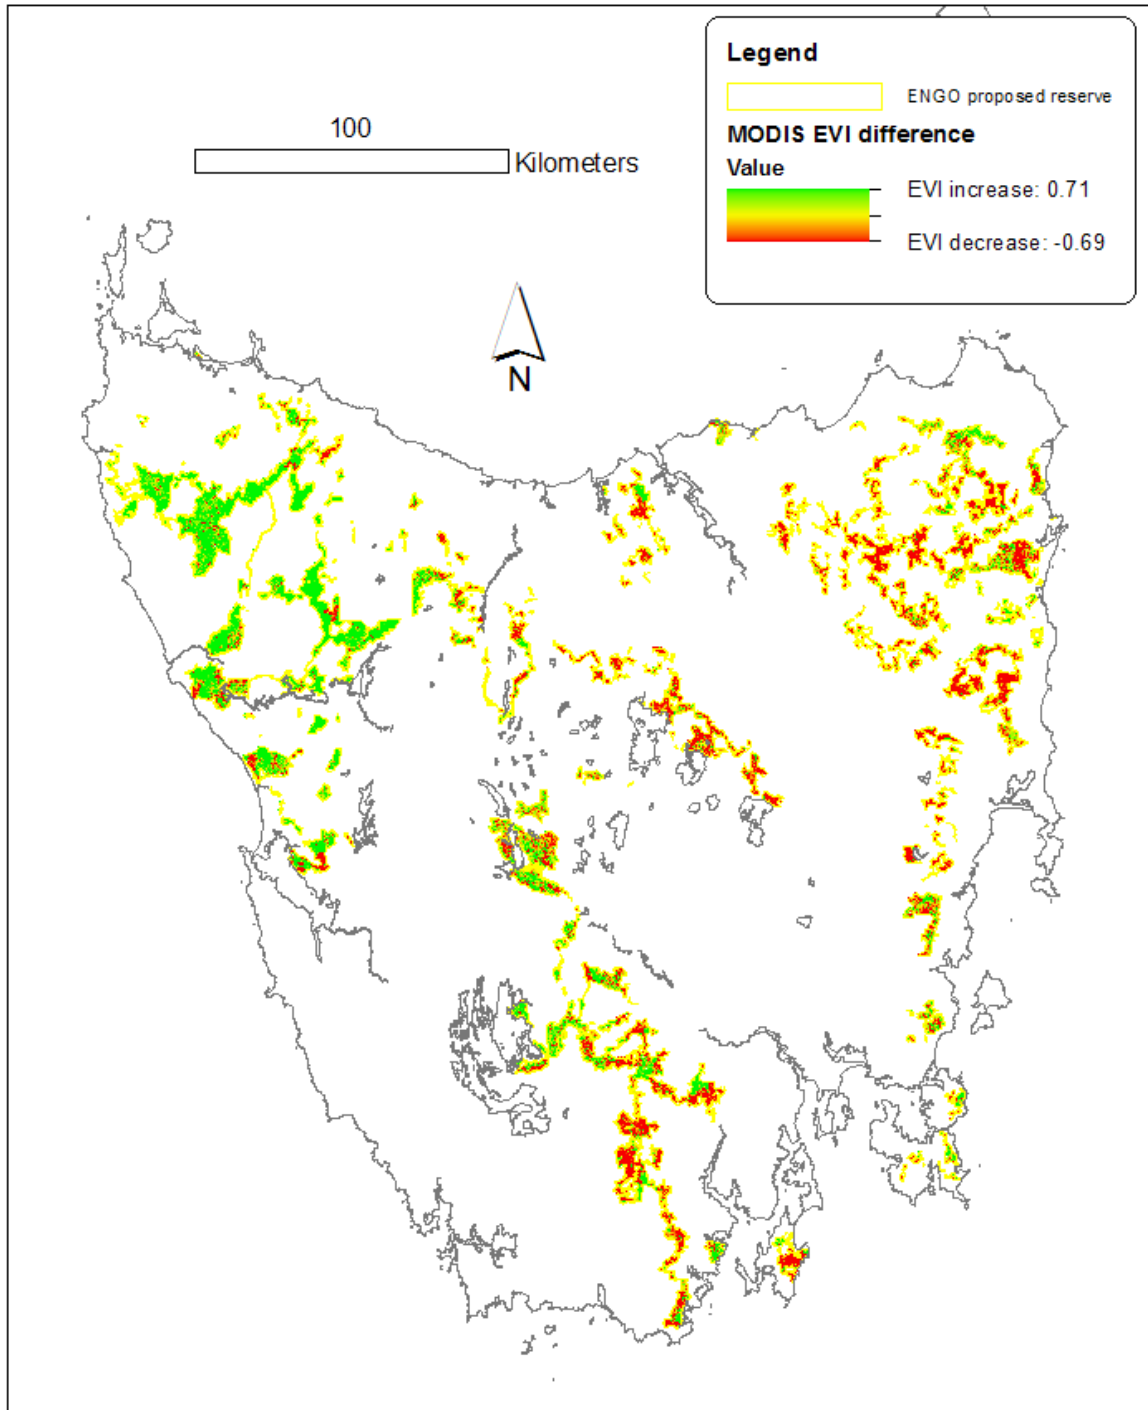 Legend
ENGO proposed reserve
MODIS EVI difference
Value
EVI increase: 0.71
EVI decrease: -0.69
100
Kilometers
N